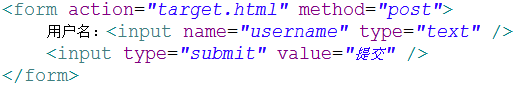 <form action="target.html" method="post">
用户名：<input name="username" type="text" />
<input type="submit" value="提交" />
</form>